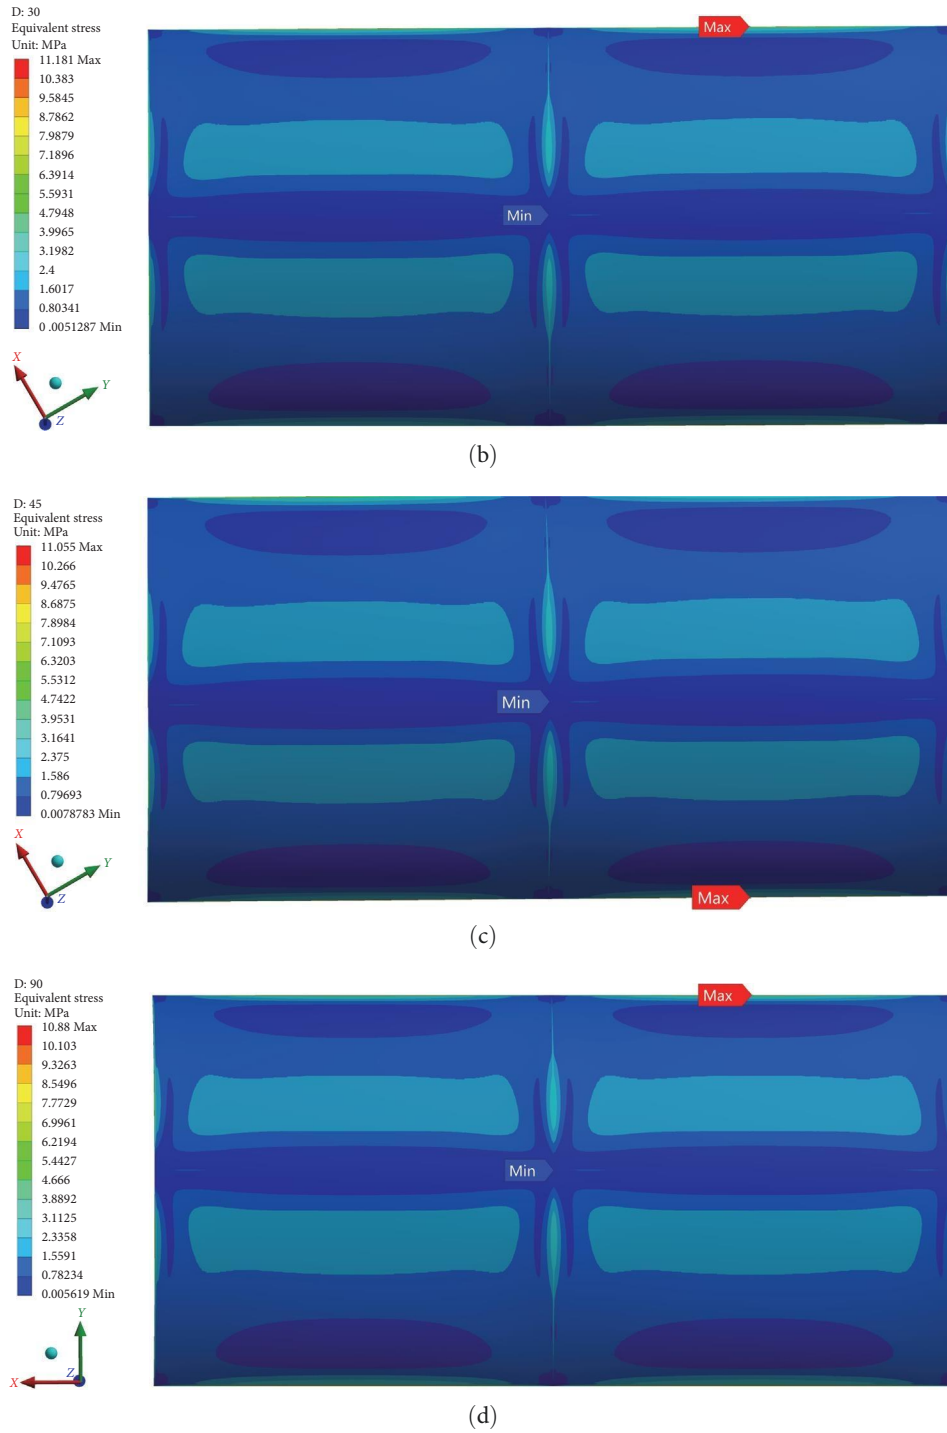 D: 30
Equivalent stress
Unit: MPa
11.181 Max
10.383
9.5845
8.7862
7.9879
7.1896
6.3914
5.5931
4.7948
3.9965
3.1982
2.4
1.6017
0.80341
0 .0051287 Min
X
Y
Z
Max
Min
(b)
D: 45
Equivalent stress
Unit: MPa
11.055 Max
10.266
9.4765
8.6875
7.8984
7.1093
6.3203
5.5312
4.7422
3.9531
3.1641
2.375
1.586
0.79693
0.0078783 Min
X
Y
Z
Min
Max
(c)
D: 90
Equivalent stress
Unit: MPa
10.88 Max
10.103
9.3263
8.5496
7.7729
6.9961
6.2194
5.4427
4.666
3.8892
3.1125
2.3358
1.5591
0.78234
0.005619 Min
Y
Z
X
Max
Min
(d)